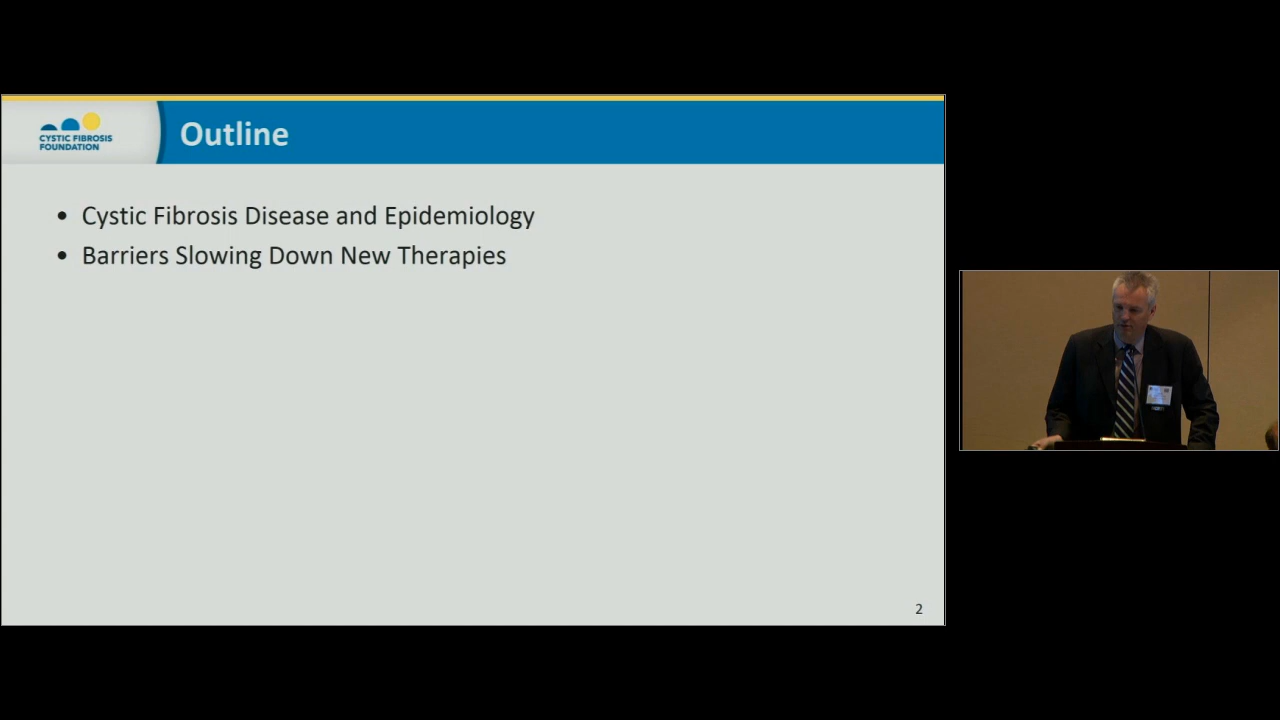 CYSTIC FIBROSIS
FOUNDATION
Outline
• Cystic Fibrosis Disease and Epidemiology
• Barriers Slowing Down New Therapies
2